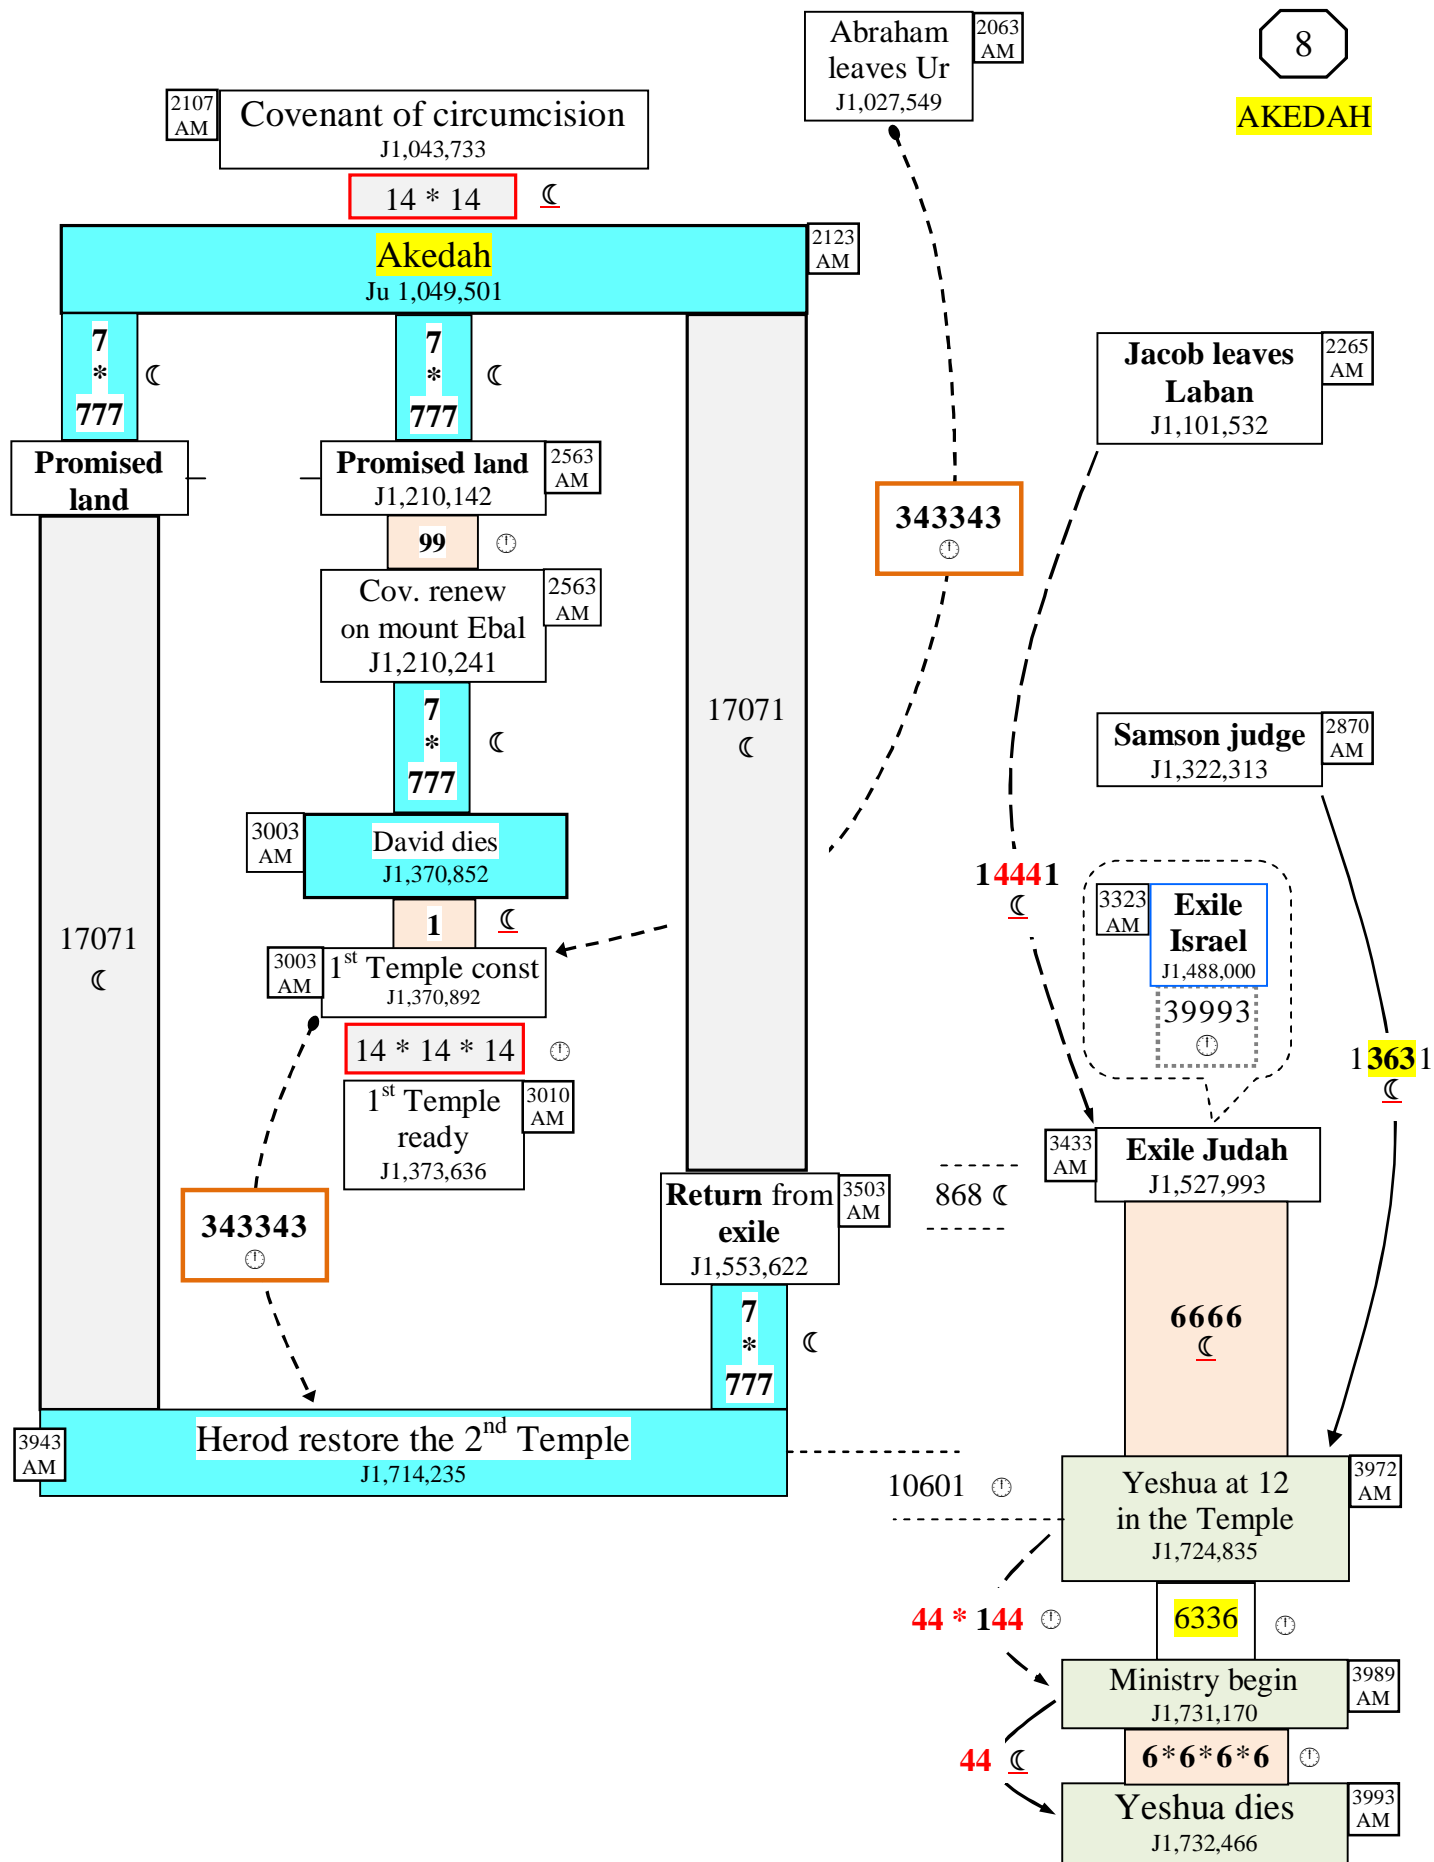 Abraham
leaves Ur
J1,027,549
2063
AM
8
AKEDAH
2107
AM
Covenant of circumcision
J1,043,733
14 * 14 ☾
Akedah
Ju 1,049,501
2123
AM
7
*
777
☾
7
*
777
☾
Jacob leaves
Laban
J1,101,532
2265
AM
Promised
land
Promised land
J1,210,142
2563
AM
343343
99
Cov. renew
on mount Ebal
J1,210,241
2563
AM
7
*
777
☾
17071
☾
Samson judge
J1,322,313
2870
AM
3003
AM
David dies
J1,370,852
14441
☾
3323
AM
Exile
Israel
J1,488,000
39993
1 ☾
17071
☾
3003
AM
1st Temple const
J1,370,892
14 * 14 * 14
13631
☾
1st Temple
ready
J1,373,636
3010
AM
3433
AM
Exile Judah
J1,527,993
868 ☾
Return from
exile
J1,553,622
3503
AM
343343
7
*
777
☾
6666
☾
3943
AM
Herod restore the 2nd Temple
J1,714,235
10601
Yeshua at 12
in the Temple
J1,724,835
3972
AM
44 * 144
6336
Ministry begin
J1,731,170
3989
AM
44 ☾
6*6*6*6
Yeshua dies
J1,732,466
3993
AM